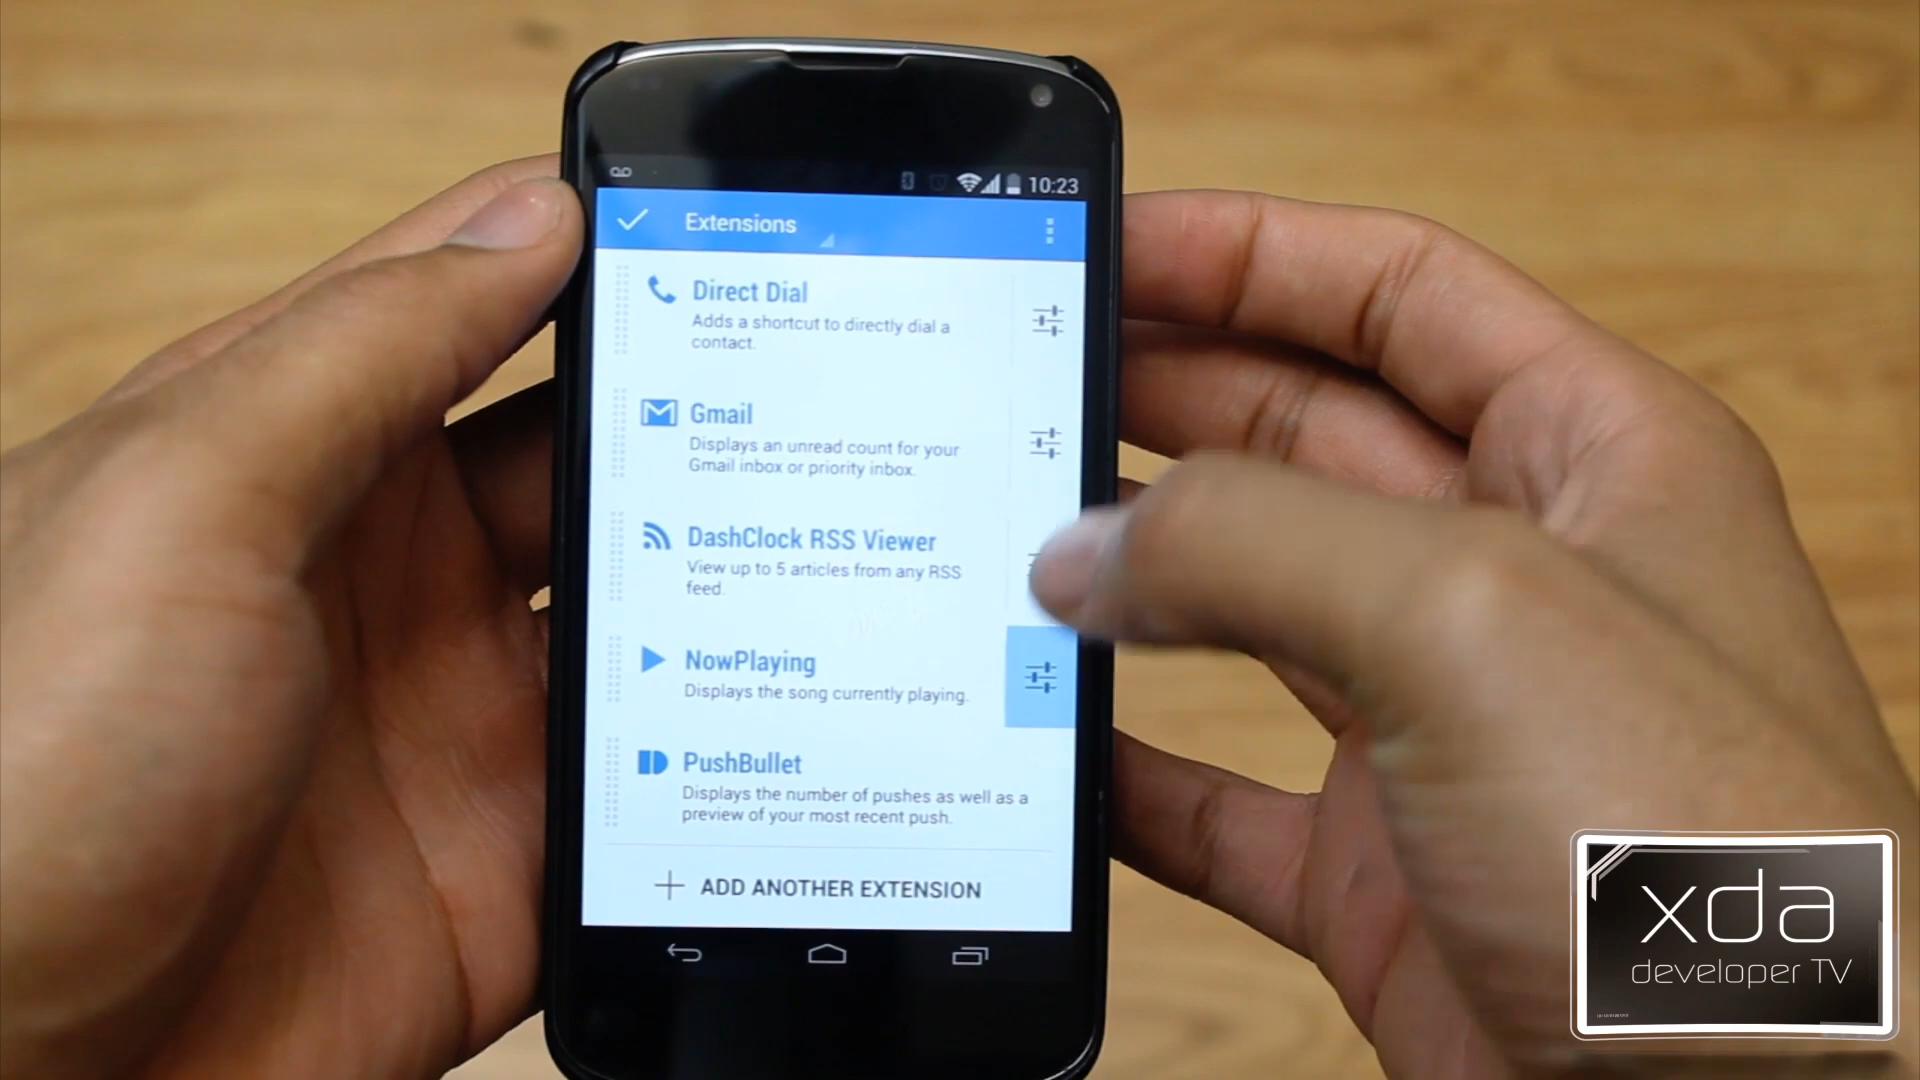 10:23
Extensions
Direct Dial
Adds a shortcut to directly dial a
contact.
Gmail
Displays an unread count for your
Gmail inbox or priority inbox.
DashClock RSS Viewer
View up to 5 articles from any RSS
feed.
NowPlaying
Displays the song currently playing.
PushBullet
Displays the number of pushes as well as a
preview of your most recent push.
ADD ANOTHER EXTENSION
xda
developer TV